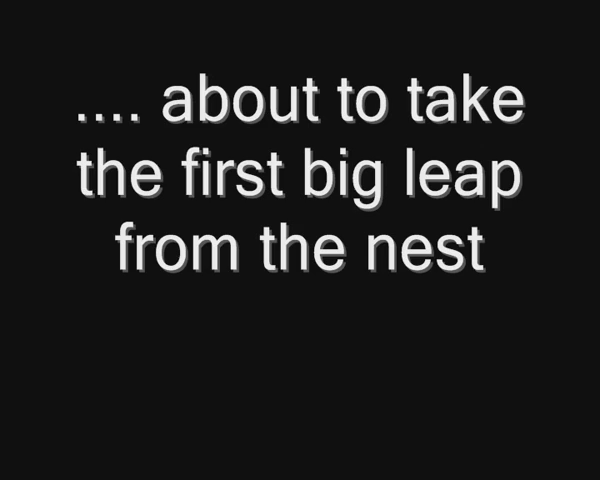 .... about to take
the first big leap
from the nest